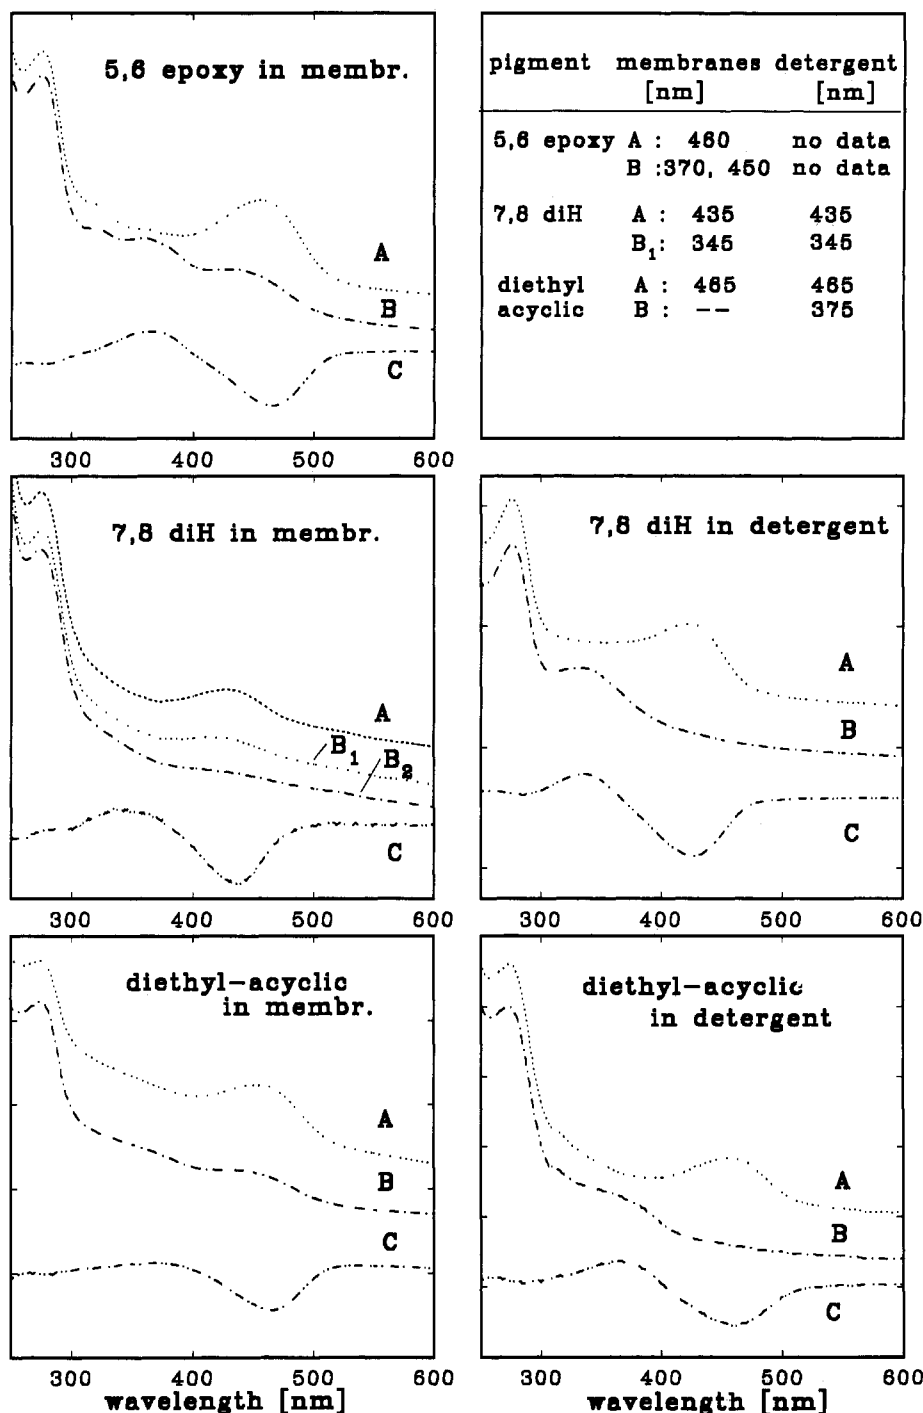 5,6 epoxy in membr.
A
B
C
300 400 500 600
pigment membranes detergent
[nm] [nm]
5,6 epoxy A : 460 no data
B :370, 450 no data
7,8 diH A : 435 435
B1: 345 345
diethyl A : 465 465
acyclic B : -- 375
7,8 diH in membr.
A
B1
B2
C
300 400 500 600
7,8 diH in detergent
A
B
C
300 400 500 600
diethyl-acyclic
in membr.
A
B
C
300 400 500 600
wavelength [nm]
diethyl-acyclic
in detergent
A
B
C
300 400 500 600
wavelength [nm]